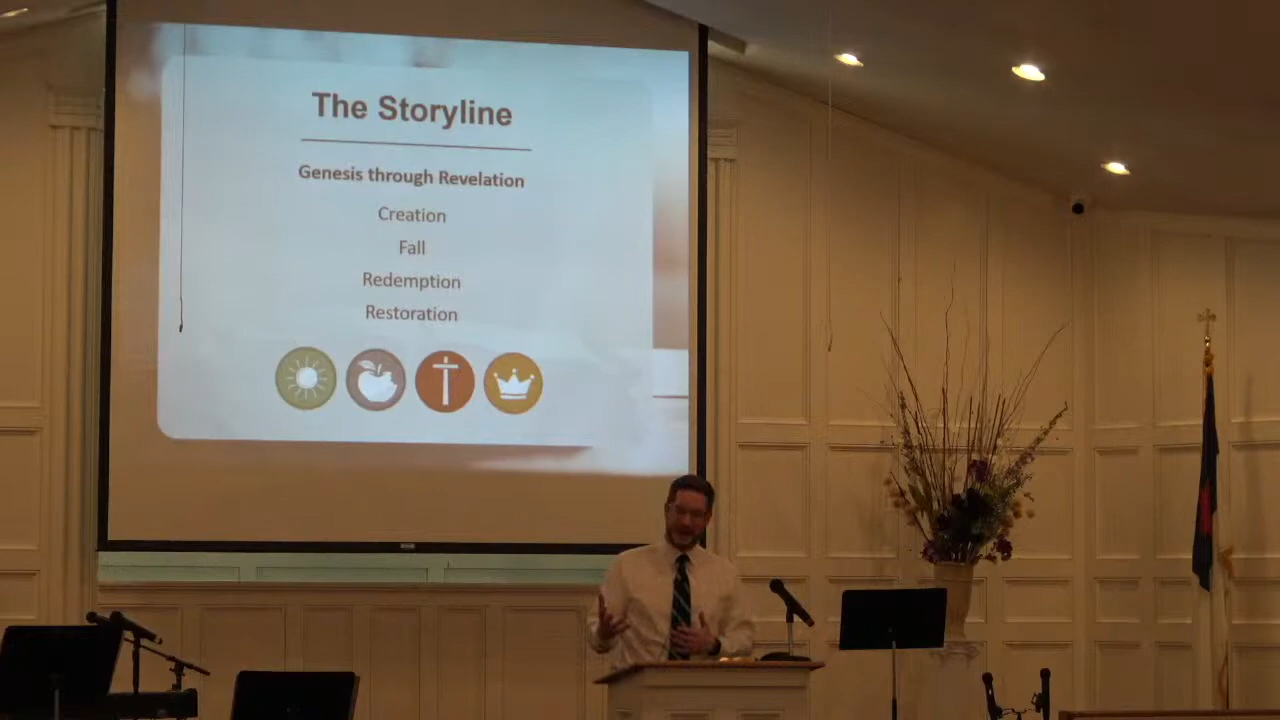 The Storyline
Genesis through Revelation
Creation
Fall
Redemption
Restoration